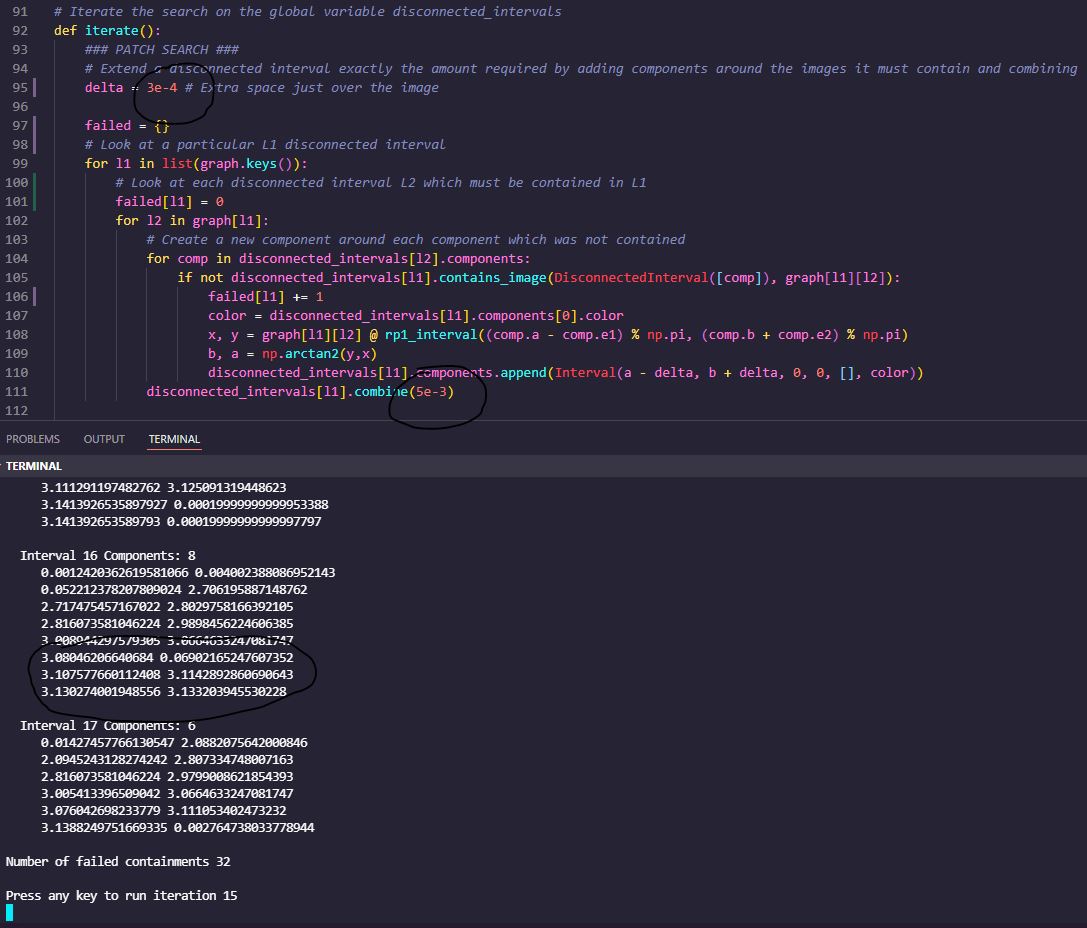 91 # Iterate the search on the global variable disconnected_intervals
92 def iterate():
93 ### PATCH SEARCH ###
94 # Extend a disconnected interval exactly the amount required by adding components around the images it must contain and combining
95 delta = 3e-4 # Extra space just over the image
96
97 failed = {}
98 # Look at a particular L1 disconnected interval
99 for l1 in list(graph.keys()):
100 # Look at each disconnected interval L2 which must be contained in L1
101 failed[l1] = 0
102 for l2 in graph[l1]:
103 # Create a new component around each component which was not contained
104 for comp in disconnected_intervals[l2].components:
105 if not disconnected_intervals[l1].contains_image(DisconnectedInterval([comp]), graph[l1][l2]):
106 failed[l1] += 1
107 color = disconnected_intervals[l1].components[0].color
108 x, y = graph[l1][l2] @ rp1_interval((comp.a - comp.e1) % np.pi, (comp.b + comp.e2) % np.pi)
109 b, a = np.arctan2(y,x)
110 disconnected_intervals[l1].components.append(Interval(a - delta, b + delta, 0, 0, [], color))
111 disconnected_intervals[l1].combine(5e-3)
112
PROBLEMS OUTPUT TERMINAL
TERMINAL
3.111291197482762 3.125091319448623
3.1413926535897927 0.00019999999999953388
3.141392653589793 0.00019999999999997797
Interval 16 Components: 8
0.0012420362619581066 0.004002388086952143
0.052212378207809024 2.706195887148762
2.717475457167022 2.8029758166392105
2.816073581046224 2.9898456224606385
3.008944297579305 3.0664633247081747
3.08046206640684 0.06902165247607352
3.107577660112408 3.1142892860690643
3.130274001948556 3.133203945530228
Interval 17 Components: 6
0.01427457766130547 2.0882075642000846
2.0945243128274242 2.807334748007163
2.816073581046224 2.9799008621854393
3.005413396509042 3.0664633247081747
3.076042698233779 3.111053402473232
3.1388249751669335 0.002764738033778944
Number of failed containments 32
Press any key to run iteration 15